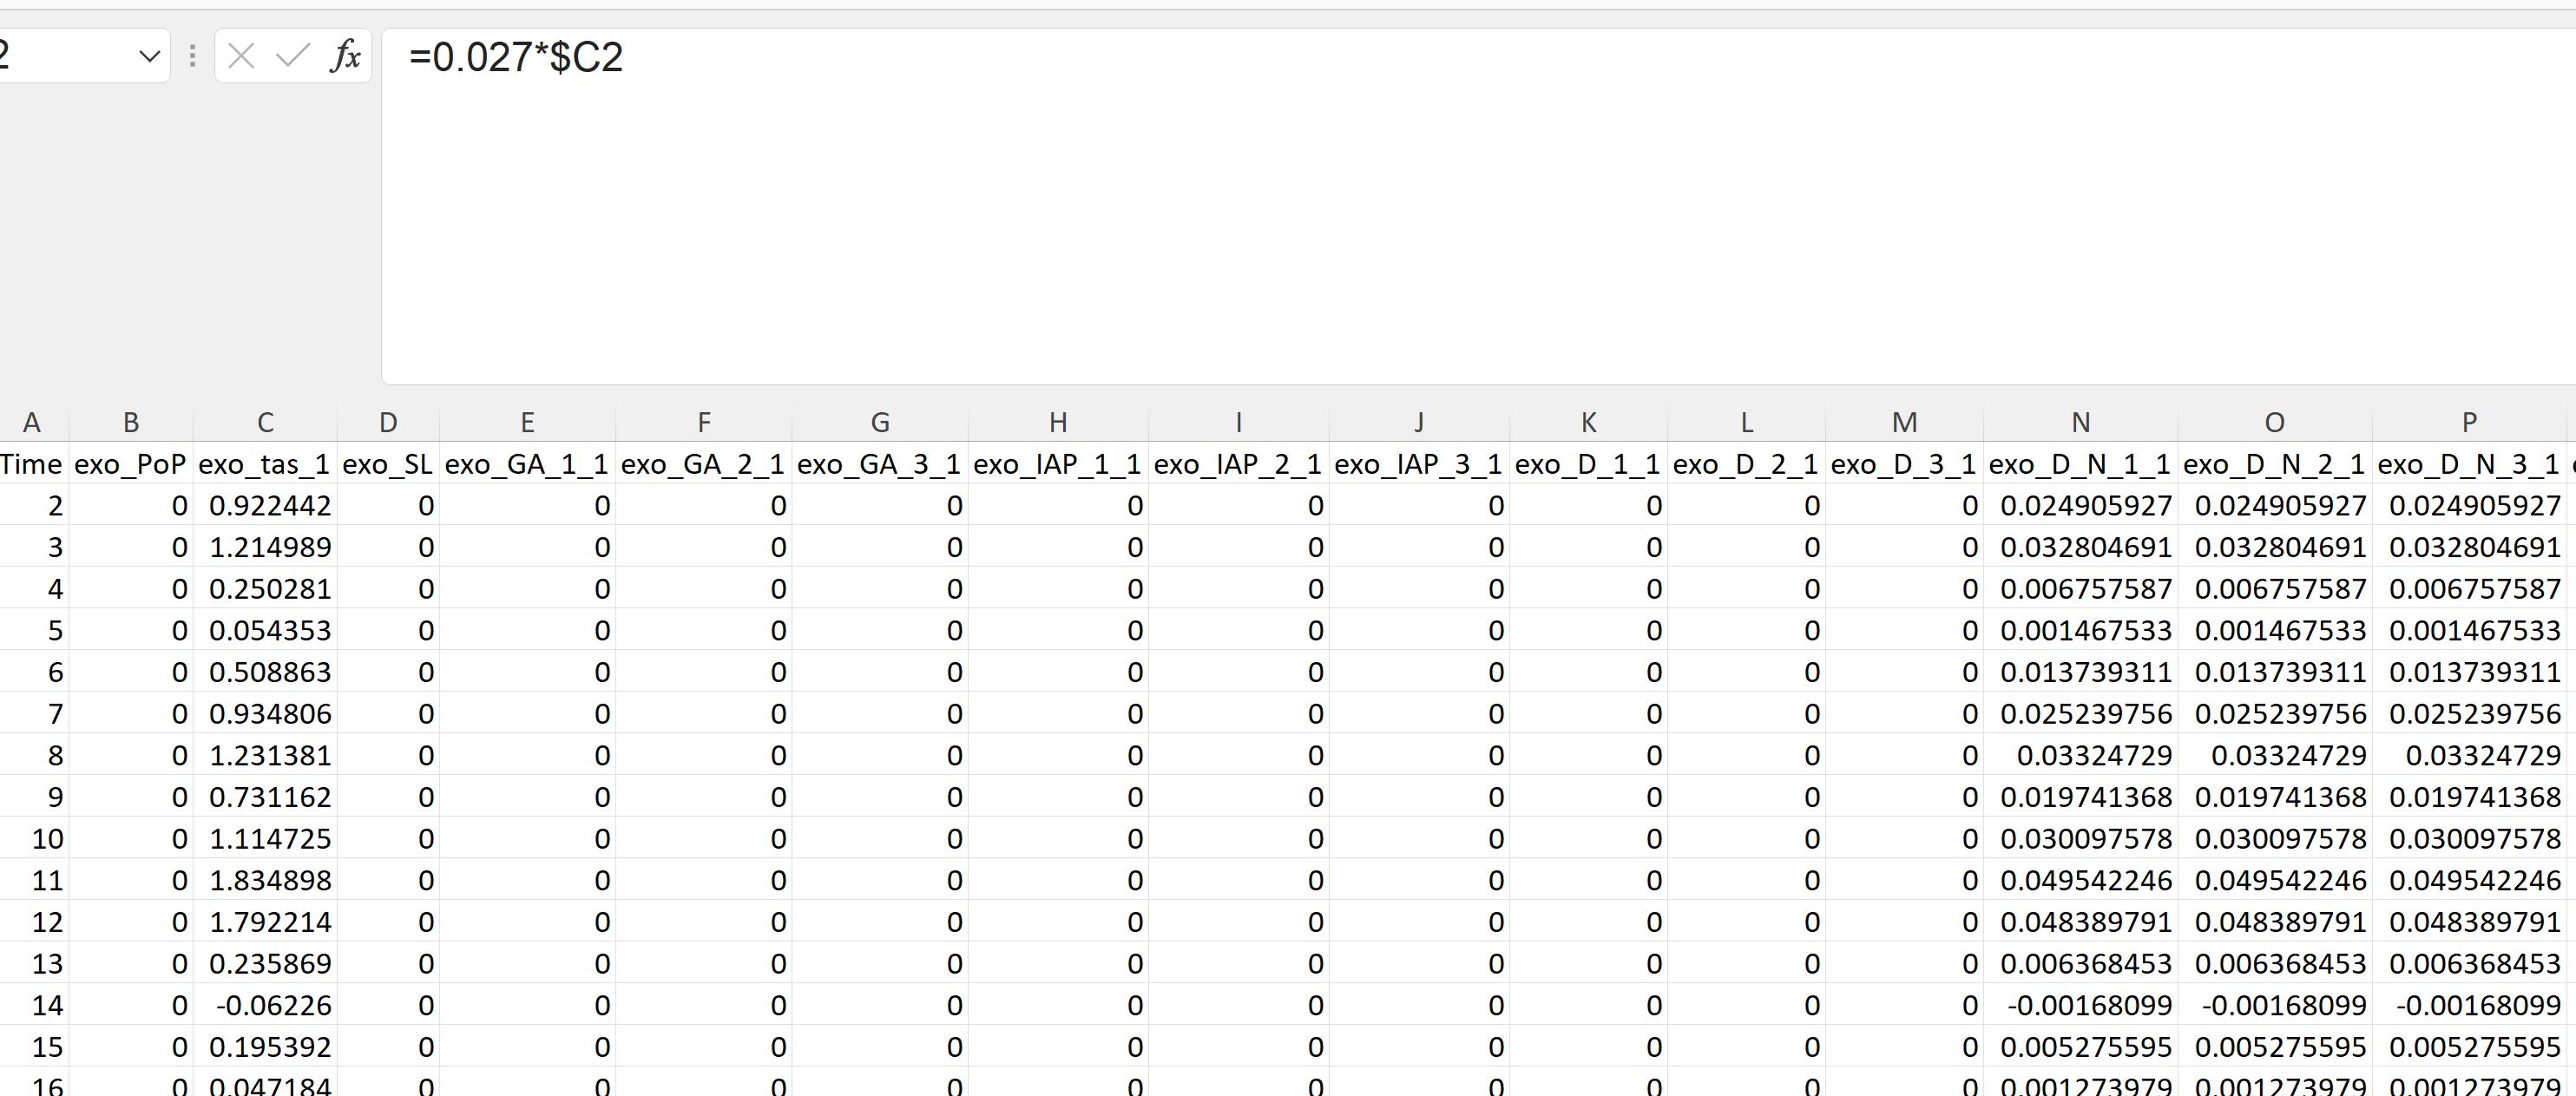 2 fx =0.027*$C2
A B C D E F G H I J K L M N O P
Time exo_PoP exo_tas_1 exo_SL exo_GA_1_1 exo_GA_2_1 exo_GA_3_1 exo_IAP_1_1 exo_IAP_2_1 exo_IAP_3_1 exo_D_1_1 exo_D_2_1 exo_D_3_1 exo_D_N_1_1 exo_D_N_2_1 exo_D_N_3_1
2 0 0.922442 0 0 0 0 0 0 0 0 0 0 0.024905927 0.024905927 0.024905927
3 0 1.214989 0 0 0 0 0 0 0 0 0 0 0.032804691 0.032804691 0.032804691
4 0 0.250281 0 0 0 0 0 0 0 0 0 0 0.006757587 0.006757587 0.006757587
5 0 0.054353 0 0 0 0 0 0 0 0 0 0 0.001467533 0.001467533 0.001467533
6 0 0.508863 0 0 0 0 0 0 0 0 0 0 0.013739311 0.013739311 0.013739311
7 0 0.934806 0 0 0 0 0 0 0 0 0 0 0.025239756 0.025239756 0.025239756
8 0 1.231381 0 0 0 0 0 0 0 0 0 0 0.03324729 0.03324729 0.03324729
9 0 0.731162 0 0 0 0 0 0 0 0 0 0 0.019741368 0.019741368 0.019741368
10 0 1.114725 0 0 0 0 0 0 0 0 0 0 0.030097578 0.030097578 0.030097578
11 0 1.834898 0 0 0 0 0 0 0 0 0 0 0.049542246 0.049542246 0.049542246
12 0 1.792214 0 0 0 0 0 0 0 0 0 0 0.048389791 0.048389791 0.048389791
13 0 0.235869 0 0 0 0 0 0 0 0 0 0 0.006368453 0.006368453 0.006368453
14 0 -0.06226 0 0 0 0 0 0 0 0 0 0 -0.00168099 -0.00168099 -0.00168099
15 0 0.195392 0 0 0 0 0 0 0 0 0 0 0.005275595 0.005275595 0.005275595
16 0 0.047184 0 0 0 0 0 0 0 0 0 0 0.001273979 0.001273979 0.001273979